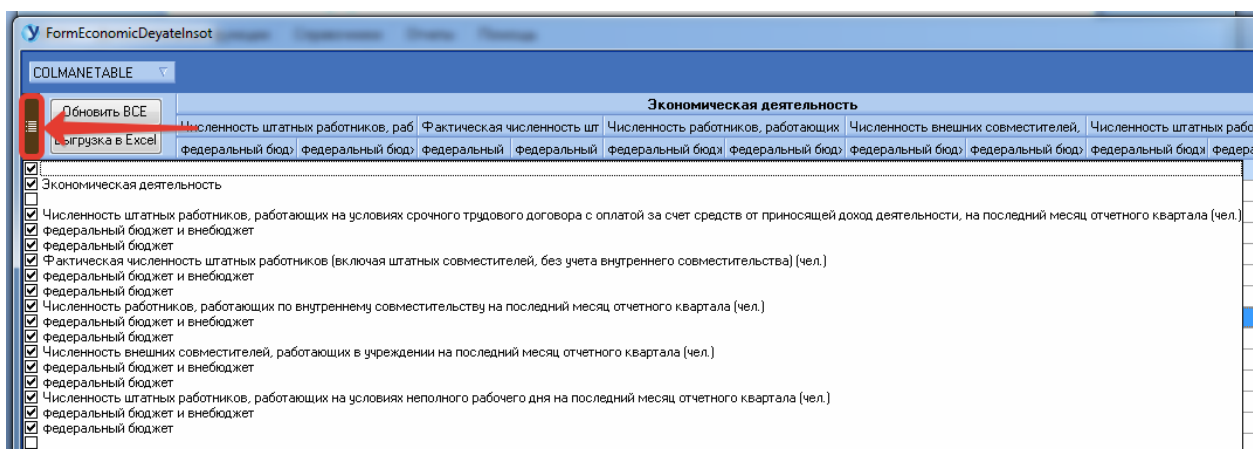 FormEconomicDeyateInsot
Справочники Отчеты Помощь
COLMANETABLE
Обновить ВСЕ
Выгрузка в Excel
Экономическая деятельность
Численность штатных работников, раб Фактическая численность шт Численность работников, работающих Численность внешних совместителей, Численность штатных рабо
федеральный бюд федеральный бюд федеральный федеральный федеральный бюдж федеральный бюд федеральный бюд федеральный бюд федеральный бюдж федера
Экономическая деятельность
Численность штатных работников, работающих на условиях срочного трудового договора с оплатой за счет средств от приносящей доход деятельности, на последний месяц отчетного квартала (чел.)
федеральный бюджет и внебюджет
федеральный бюджет
Фактическая численность штатных работников (включая штатных совместителей, без учета внутреннего совместительства) (чел.)
федеральный бюджет и внебюджет
федеральный бюджет
Численность работников, работающих по внутреннему совместительству на последний месяц отчетного квартала (чел.)
федеральный бюджет и внебюджет
федеральный бюджет
Численность внешних совместителей, работающих в учреждении на последний месяц отчетного квартала (чел.)
федеральный бюджет и внебюджет
федеральный бюджет
Численность штатных работников, работающих на условиях неполного рабочего дня на последний месяц отчетного квартала (чел.)
федеральный бюджет и внебюджет
федеральный бюджет